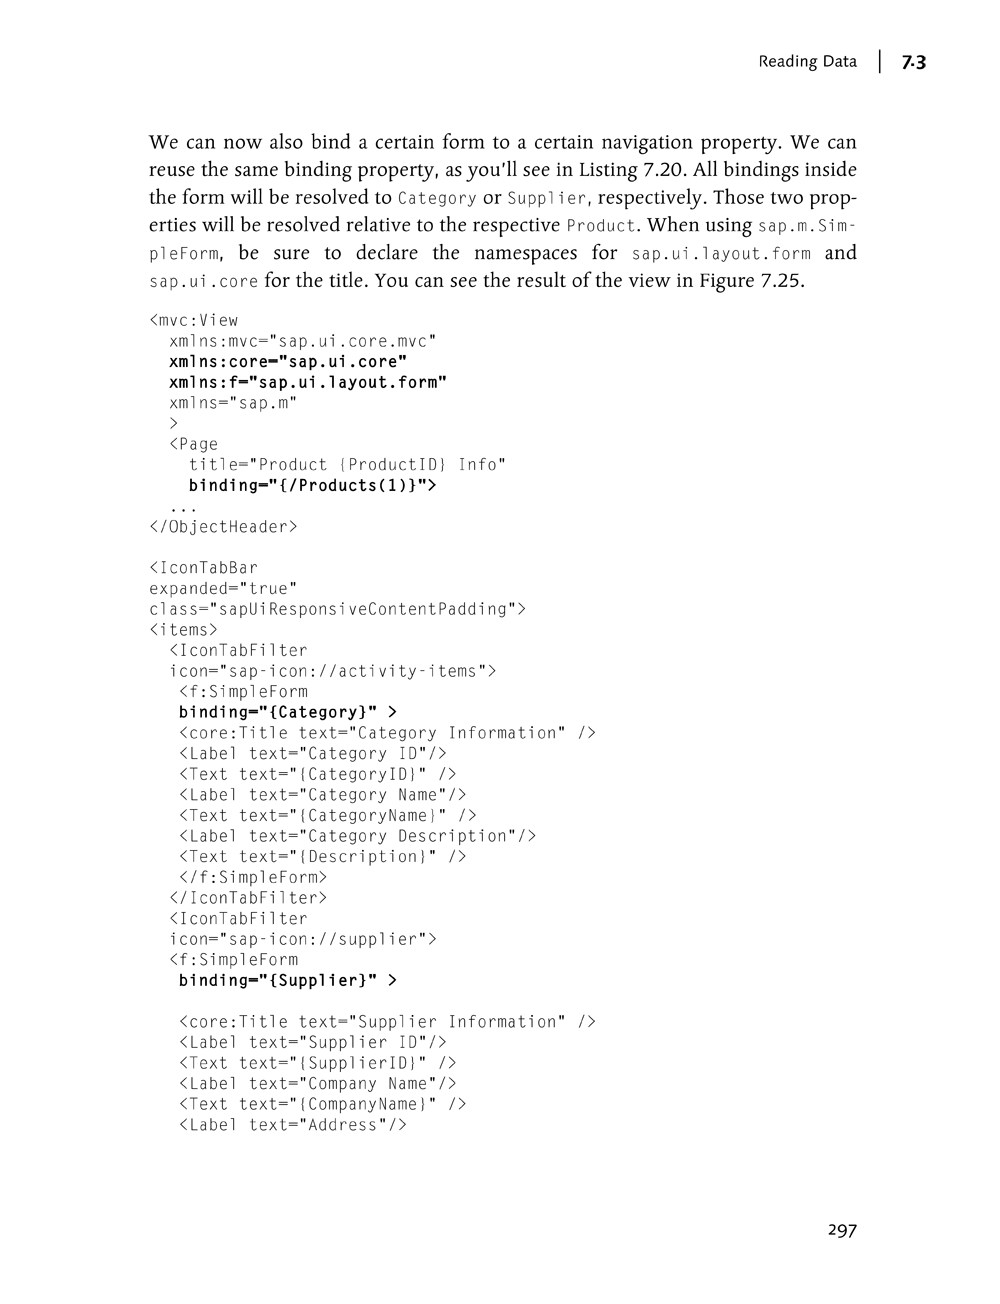 Reading Data | 7.3
We can now also bind a certain form to a certain navigation property. We can
reuse the same binding property, as you'll see in Listing 7.20. All bindings inside
the form will be resolved to Category or Supplier, respectively. Those two prop-
erties will be resolved relative to the respective Product. When using sap.m.Sim-
pleForm, be sure to declare the namespaces for sap.ui.layout.form and
sap.ui.core for the title. You can see the result of the view in Figure 7.25.
<mvc:View
  xmlns:mvc="sap.ui.core.mvc"
  xmlns:core="sap.ui.core"
  xmlns:f="sap.ui.layout.form"
  xmlns="sap.m"
  >
  <Page
    title="Product {ProductID} Info"
    binding="{/Products(1)}">
  ...
</ObjectHeader>

<IconTabBar
expanded="true"
class="sapUiResponsiveContentPadding">
<items>
  <IconTabFilter
  icon="sap-icon://activity-items">
   <f:SimpleForm
   binding="{Category}" >
   <core:Title text="Category Information" />
   <Label text="Category ID"/>
   <Text text="{CategoryID}" />
   <Label text="Category Name"/>
   <Text text="{CategoryName}" />
   <Label text="Category Description"/>
   <Text text="{Description}" />
   </f:SimpleForm>
  </IconTabFilter>
  <IconTabFilter
  icon="sap-icon://supplier">
  <f:SimpleForm
   binding="{Supplier}" >

   <core:Title text="Supplier Information" />
   <Label text="Supplier ID"/>
   <Text text="{SupplierID}" />
   <Label text="Company Name"/>
   <Text text="{CompanyName}" />
   <Label text="Address"/>
297